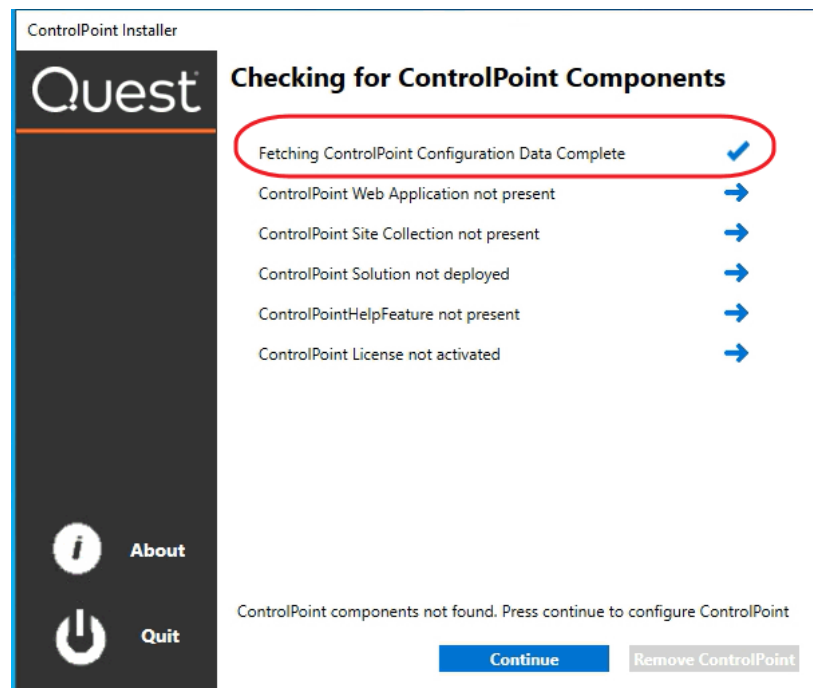 ControlPoint Installer
Quest
Checking for ControlPoint Components
Fetching ControlPoint Configuration Data Complete
ControlPoint Web Application not present
ControlPoint Site Collection not present
ControlPoint Solution not deployed
ControlPointHelpFeature not present
ControlPoint License not activated
About
ControlPoint components not found. Press continue to configure ControlPoint
Quit
Continue
Remove ControlPoint